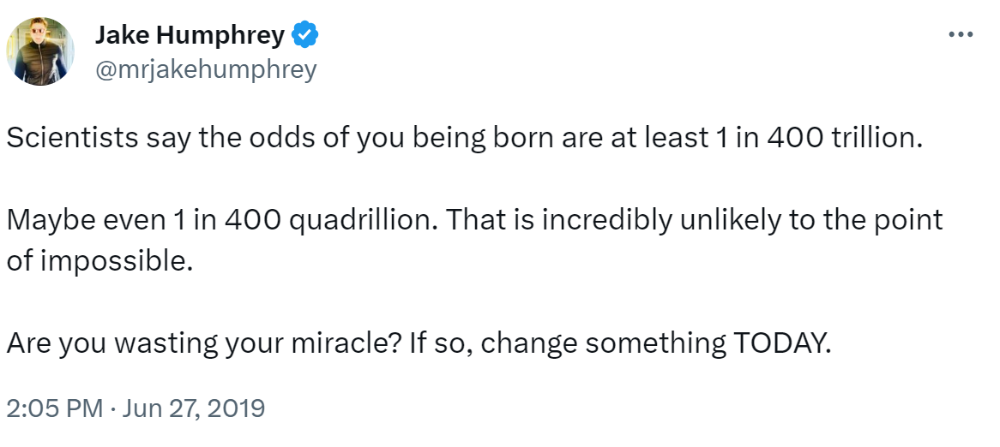 Jake Humphrey
@mrjakehumphrey
Scientists say the odds of you being born are at least 1 in 400 trillion.
Maybe even 1 in 400 quadrillion. That is incredibly unlikely to the point
of impossible.
Are you wasting your miracle? If so, change something TODAY.
2:05 PM · Jun 27, 2019